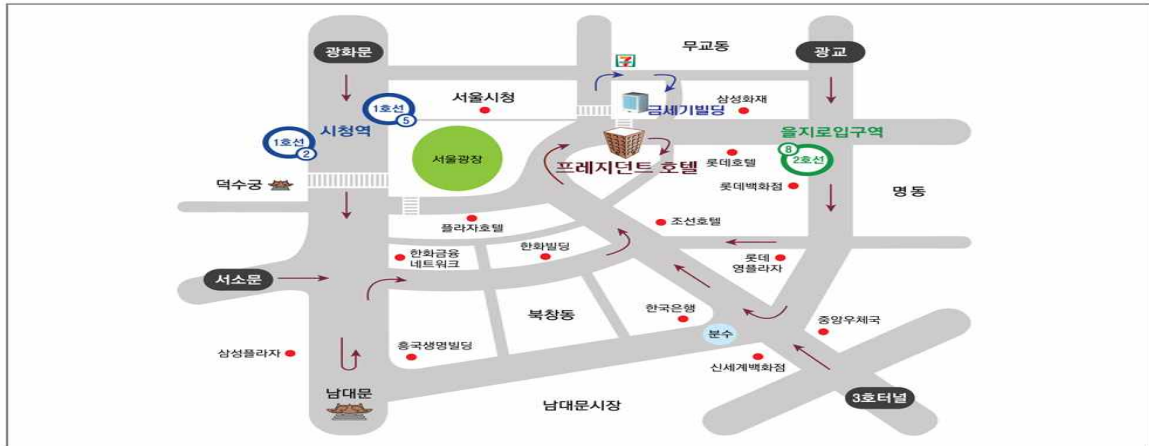 광화문
무교동
광교
7
1호선
5
서울시청
금세기빌딩
삼성화재
1호선
2
시청역
서울광장
프레지던트 호텔
을지로입구역
8
2호선
롯데호텔
롯데백화점
명동
덕수궁
플라자호텔
조선호텔
한화금융
네트워크
한화빌딩
롯데
영플라자
서소문
북창동
한국은행
분수
중앙우체국
삼성플라자
흥국생명빌딩
신세계백화점
남대문
남대문시장
3호터널